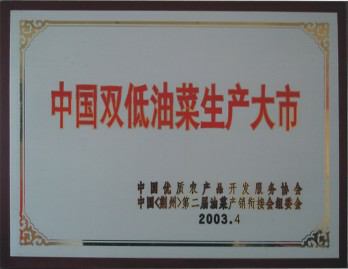 中国双低油菜生产大市
中国优质农产品开发服务协会
中国<荆州>第二届油菜产销衔接会组委会
2003.4